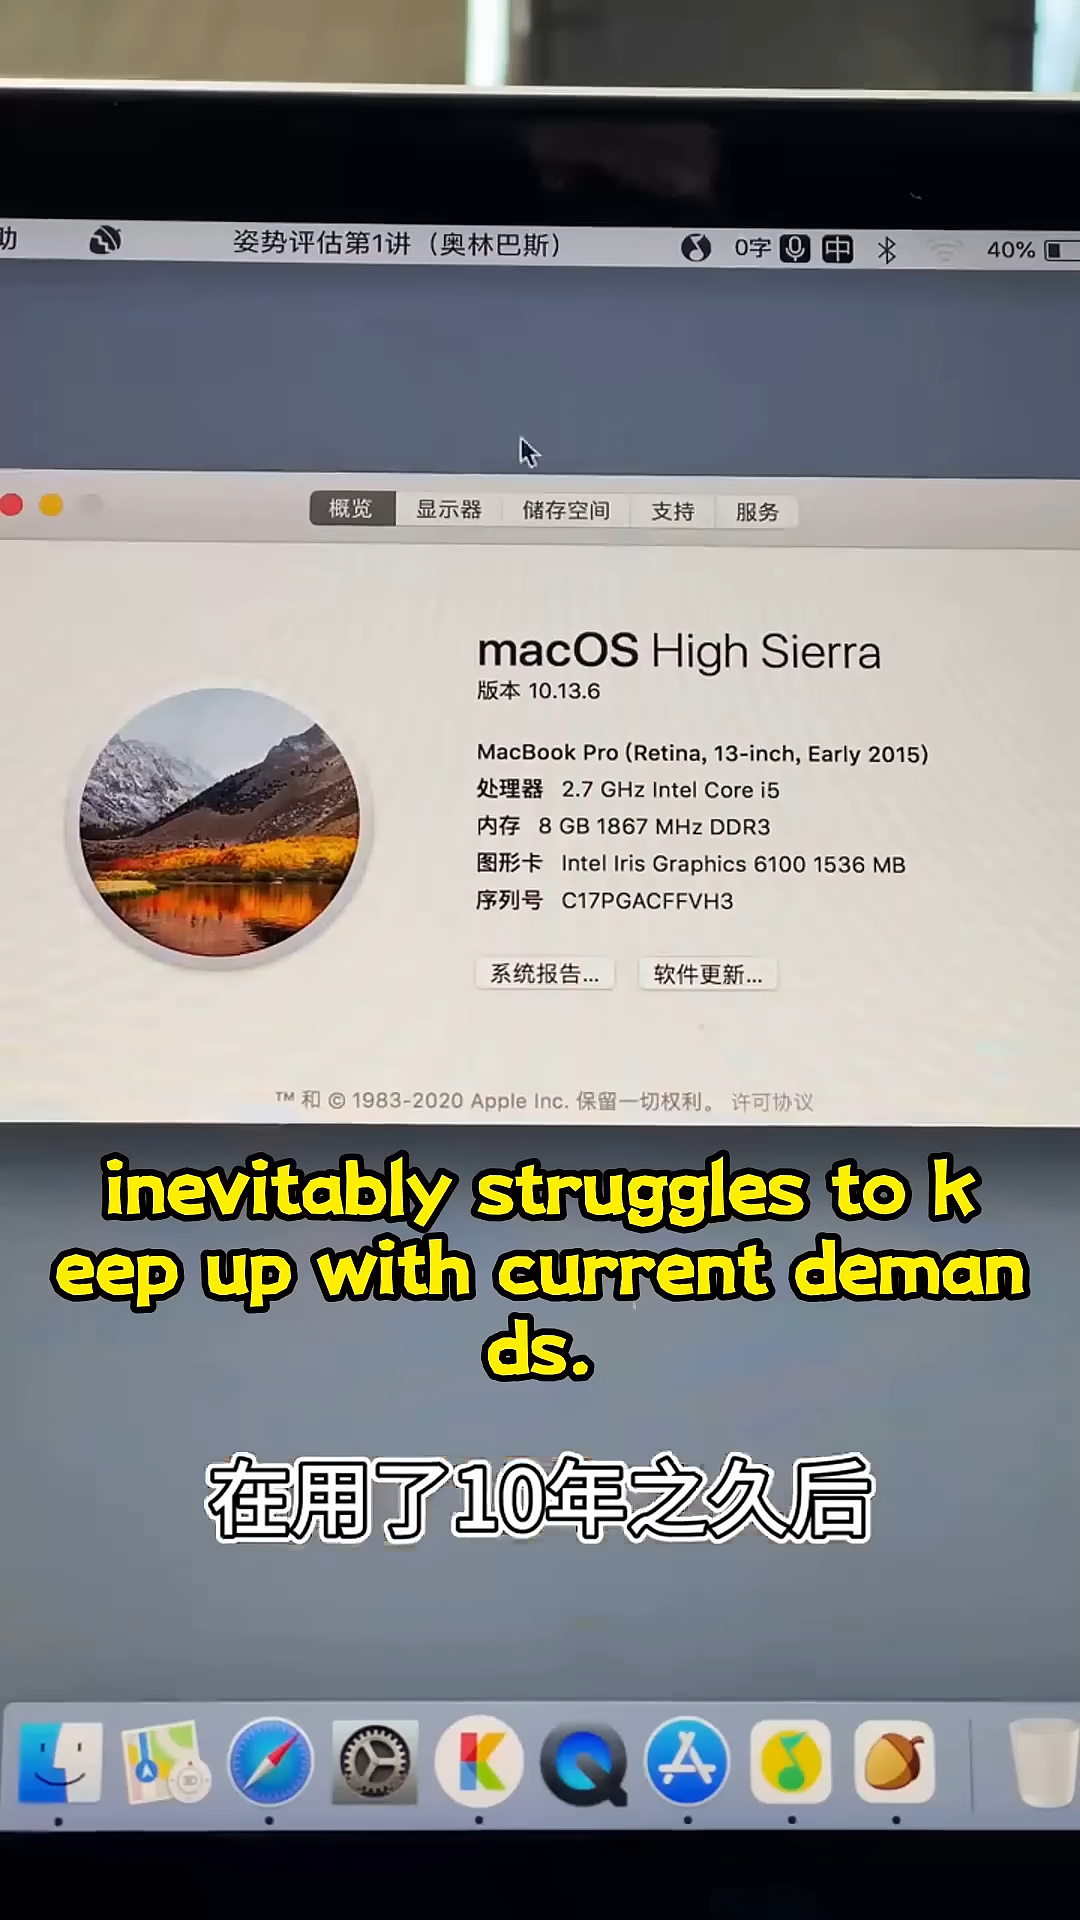 助 姿势评估第1讲（奥林巴斯） 0字 中 40%
概览 显示器 储存空间 支持 服务
macOS High Sierra
版本 10.13.6
MacBook Pro (Retina, 13-inch, Early 2015)
处理器 2.7 GHz Intel Core i5
内存 8 GB 1867 MHz DDR3
图形卡 Intel Iris Graphics 6100 1536 MB
序列号 C17PGACFFVH3
系统报告... 软件更新...
™ 和 © 1983-2020 Apple Inc. 保留一切权利。 许可协议
inevitably struggles to k
eep up with current deman
ds.
在用了10年之久后
3D